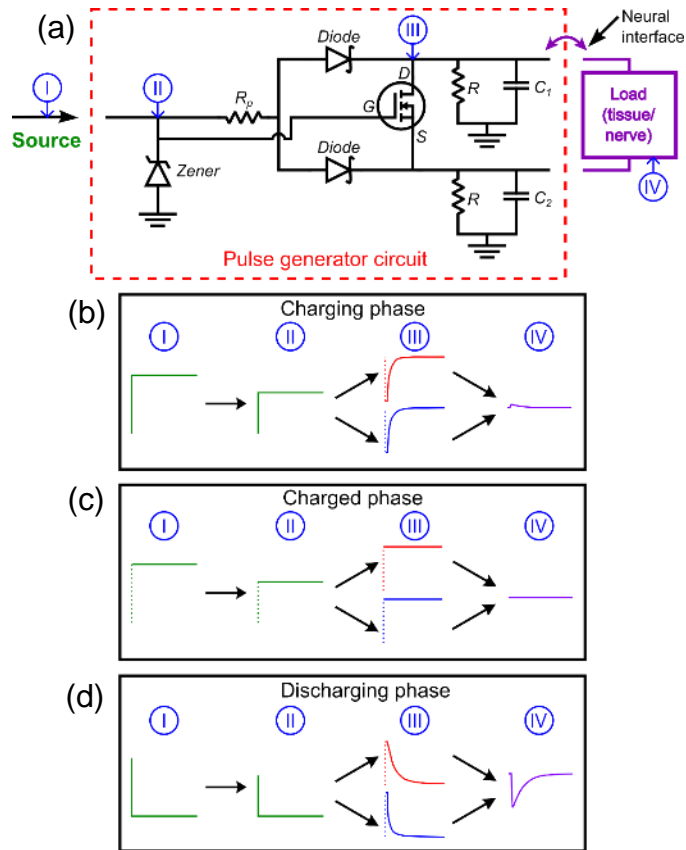 (a)
Diode
III
Neural
interface
I
II
D
R_p
G
R
C_1
Load
(tissue/
nerve)
Source
S
Diode
Zener
R
C_2
IV
Pulse generator circuit
(b)
Charging phase
I
II
III
IV
(c)
Charged phase
I
II
III
IV
(d)
Discharging phase
I
II
III
IV